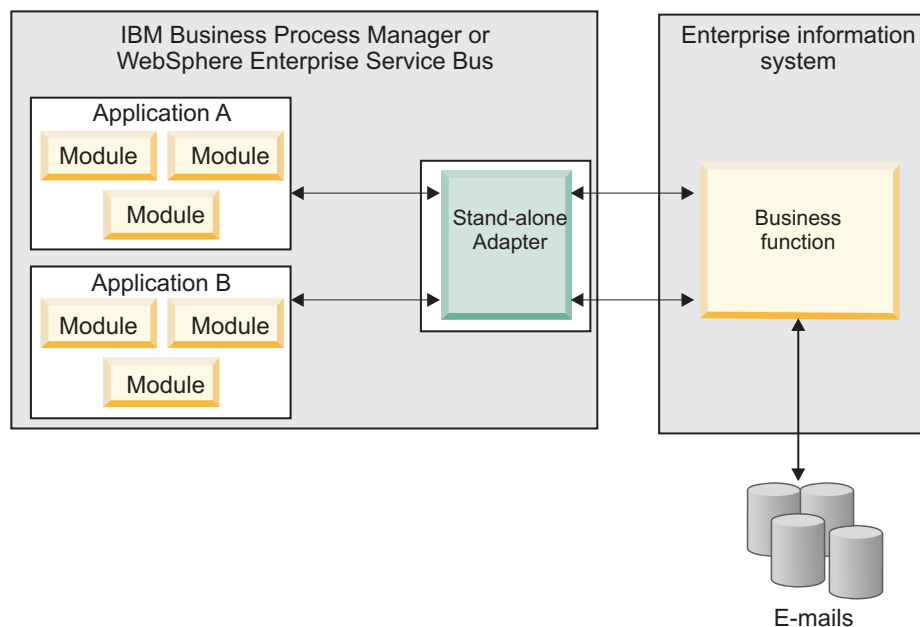 IBM Business Process Manager or
WebSphere Enterprise Service Bus
Application A
Module
Module
Module
Application B
Module
Module
Module
Stand-alone
Adapter
Enterprise information
system
Business
function
E-mails